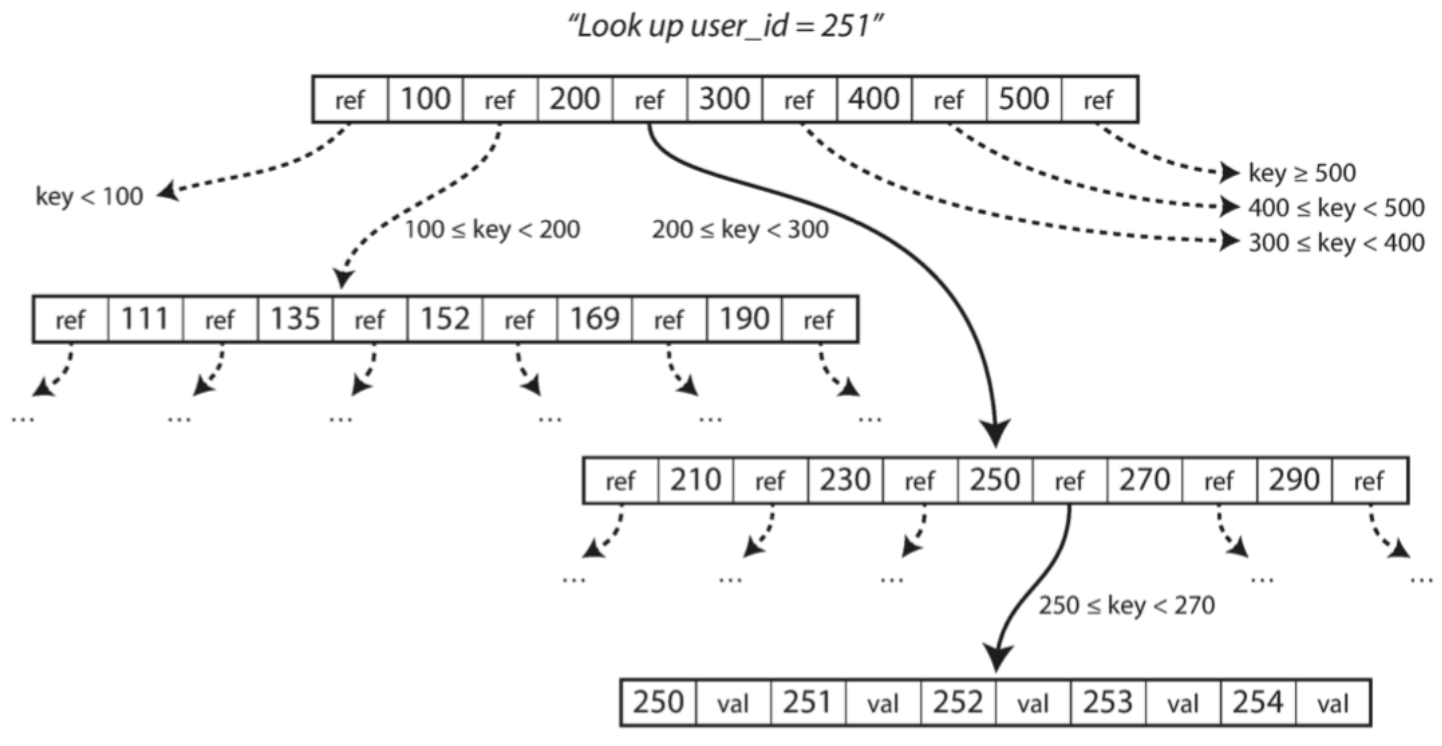 “Look up user_id = 251”
ref 100 ref 200 ref 300 ref 400 ref 500 ref
key < 100
key ≥ 500
400 ≤ key < 500
300 ≤ key < 400
100 ≤ key < 200
200 ≤ key < 300
ref 111 ref 135 ref 152 ref 169 ref 190 ref
... ... ... ... ... ...
ref 210 ref 230 ref 250 ref 270 ref 290 ref
... ... ... ... ...
250 ≤ key < 270
250 val 251 val 252 val 253 val 254 val